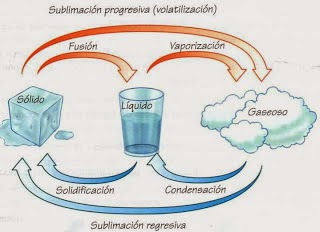 Sublimación progresiva (volatilización)
Fusión
Vaporización
Sólido
Líquido
Gaseoso
Solidificación
Condensación
Sublimación regresiva